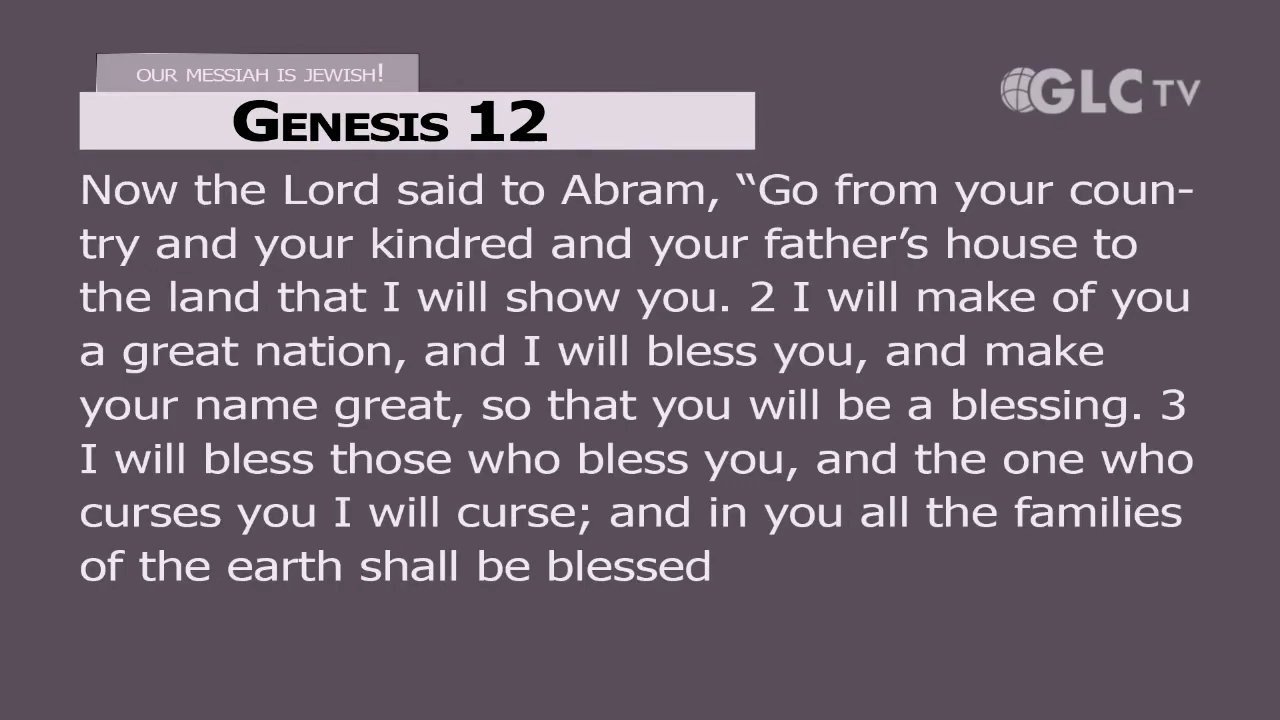 OUR MESSIAH IS JEWISH!
GLC TV
GENESIS 12
Now the Lord said to Abram, “Go from your coun-
try and your kindred and your father’s house to
the land that I will show you. 2 I will make of you
a great nation, and I will bless you, and make
your name great, so that you will be a blessing. 3
I will bless those who bless you, and the one who
curses you I will curse; and in you all the families
of the earth shall be blessed